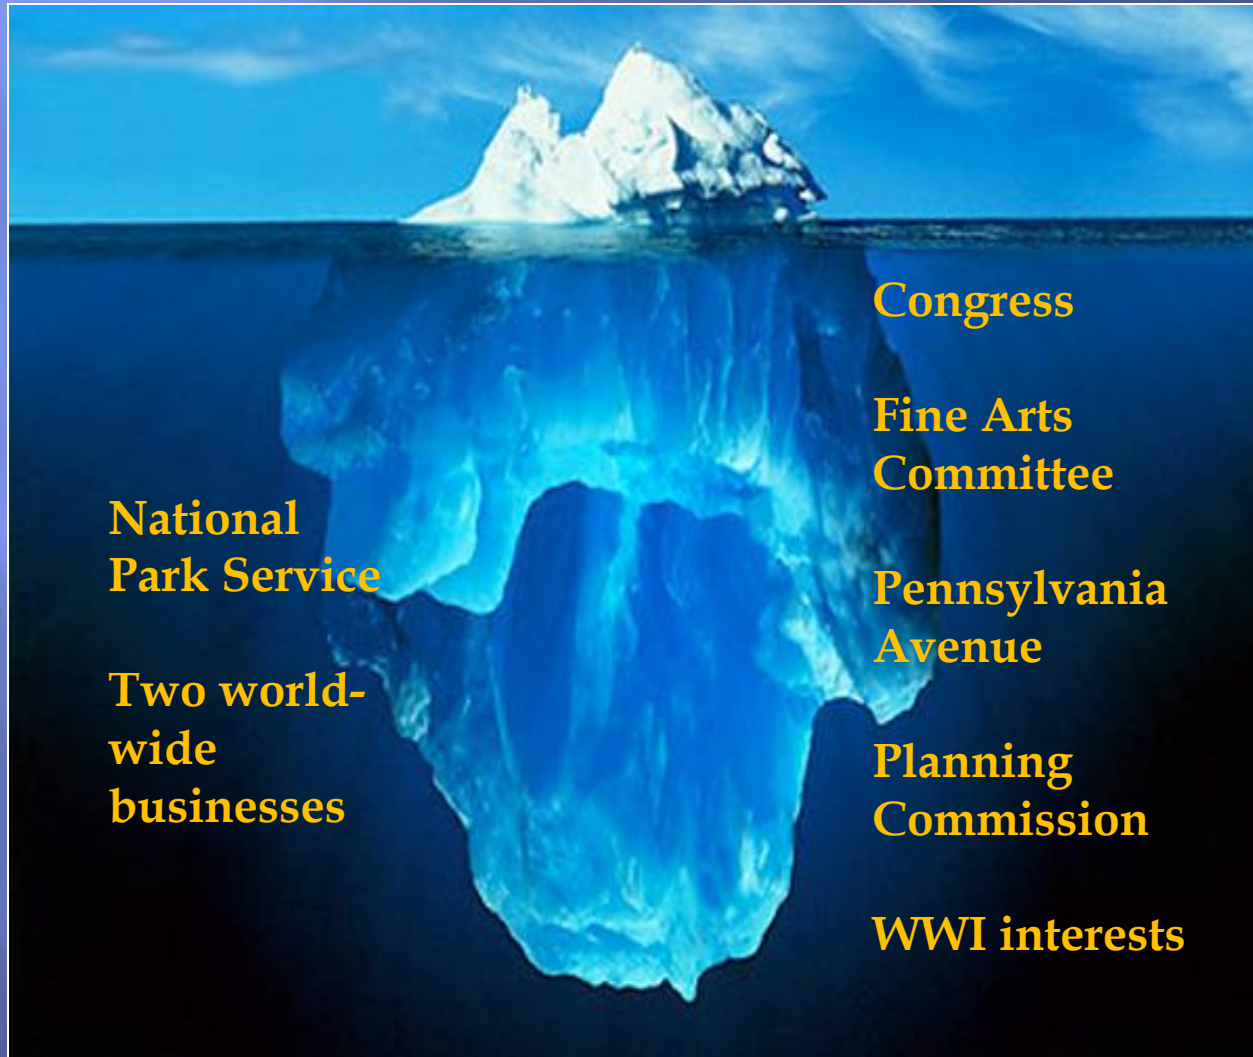 National
Park Service
Two world-
wide
businesses
Congress
Fine Arts
Committee
Pennsylvania
Avenue
Planning
Commission
WWI interests